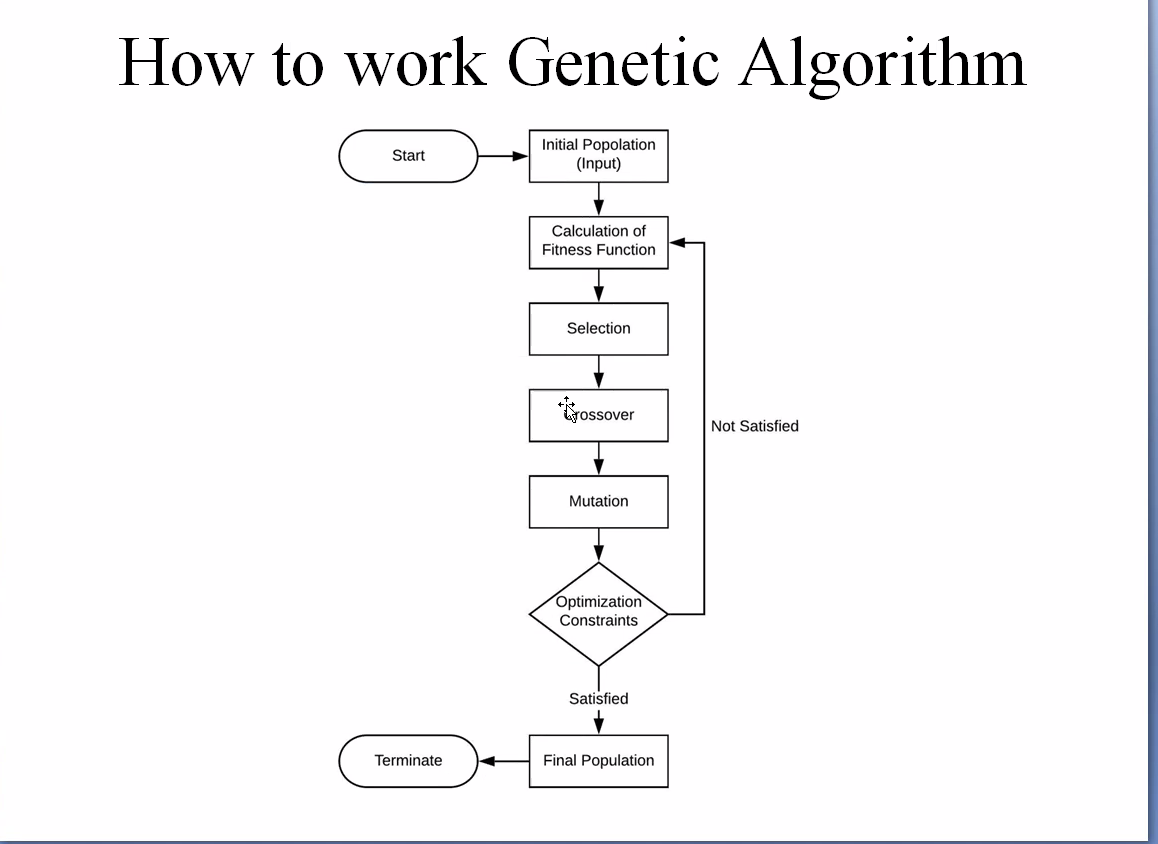 How to work Genetic Algorithm
Start
Initial Popolation
(Input)
Calculation of
Fitness Function
Selection
Crossover
Not Satisfied
Mutation
Optimization
Constraints
Satisfied
Terminate
Final Population